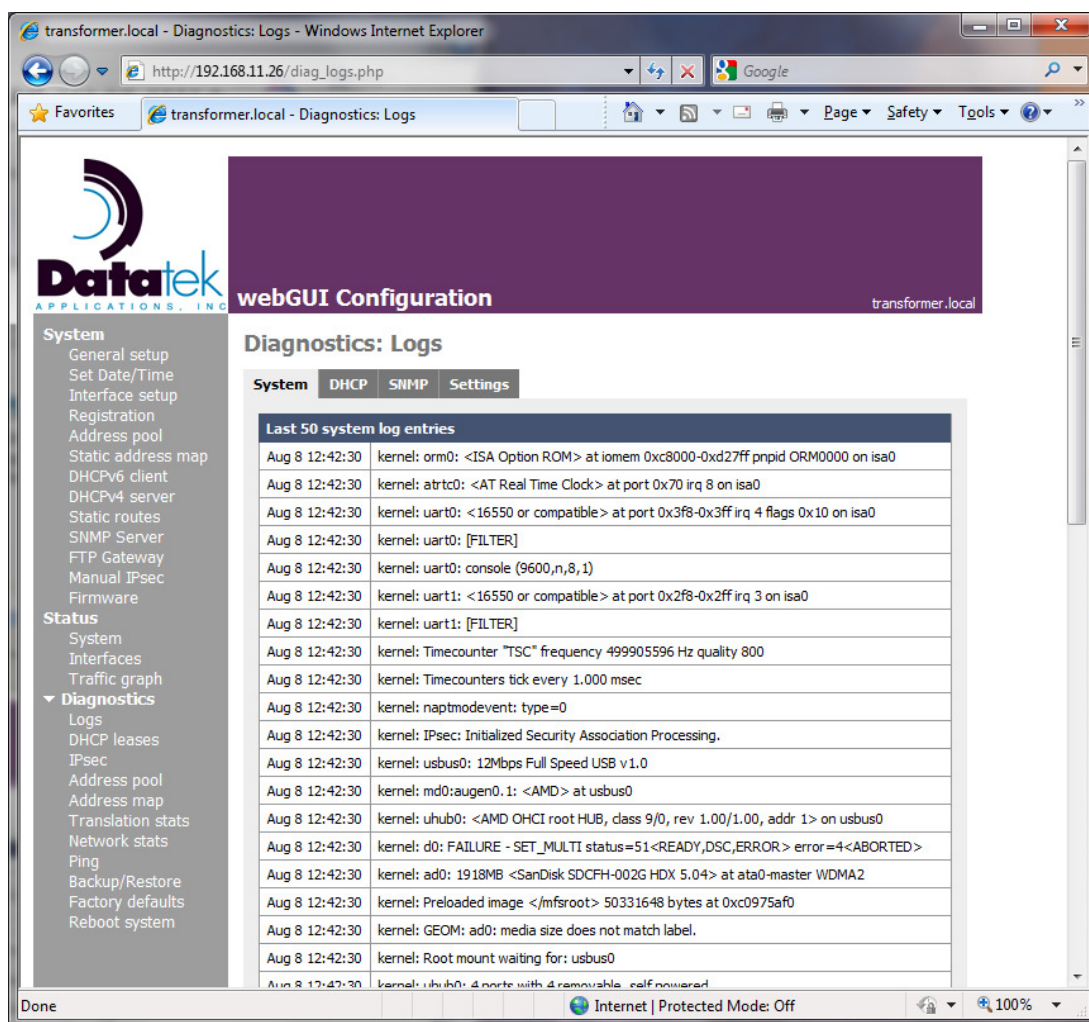 transformer.local - Diagnostics: Logs - Windows Internet Explorer
http://192.168.11.26/diag_logs.php
Google
Favorites
transformer.local - Diagnostics: Logs
Page
Safety
Tools
Datatek
APPLICATIONS, INC
webGUI Configuration
transformer.local
System
General setup
Set Date/Time
Interface setup
Registration
Address pool
Static address map
DHCPv6 client
DHCPv4 server
Static routes
SNMP Server
FTP Gateway
Manual IPsec
Firmware
Status
System
Interfaces
Traffic graph
Diagnostics
Logs
DHCP leases
IPsec
Address pool
Address map
Translation stats
Network stats
Ping
Backup/Restore
Factory defaults
Reboot system
Diagnostics: Logs
System DHCP SNMP Settings
Last 50 system log entries
Aug 8 12:42:30 kernel: orm0: <ISA Option ROM> at iomem 0xc8000-0xd27ff pnpid ORM0000 on isa0
Aug 8 12:42:30 kernel: atrtc0: <AT Real Time Clock> at port 0x70 irq 8 on isa0
Aug 8 12:42:30 kernel: uart0: <16550 or compatible> at port 0x3f8-0x3ff irq 4 flags 0x10 on isa0
Aug 8 12:42:30 kernel: uart0: [FILTER]
Aug 8 12:42:30 kernel: uart0: console (9600,n,8,1)
Aug 8 12:42:30 kernel: uart1: <16550 or compatible> at port 0x2f8-0x2ff irq 3 on isa0
Aug 8 12:42:30 kernel: uart1: [FILTER]
Aug 8 12:42:30 kernel: Timecounter "TSC" frequency 499905596 Hz quality 800
Aug 8 12:42:30 kernel: Timecounters tick every 1.000 msec
Aug 8 12:42:30 kernel: naptmodevent: type=0
Aug 8 12:42:30 kernel: IPsec: Initialized Security Association Processing.
Aug 8 12:42:30 kernel: usbus0: 12Mbps Full Speed USB v1.0
Aug 8 12:42:30 kernel: md0:augen0.1: <AMD> at usbus0
Aug 8 12:42:30 kernel: uhub0: <AMD OHCI root HUB, class 9/0, rev 1.00/1.00, addr 1> on usbus0
Aug 8 12:42:30 kernel: d0: FAILURE - SET_MULTI status=51<READY,DSC,ERROR> error=4<ABORTED>
Aug 8 12:42:30 kernel: ad0: 1918MB <SanDisk SDCFH-002G HDX 5.04> at ata0-master WDMA2
Aug 8 12:42:30 kernel: Preloaded image </mfsroot> 50331648 bytes at 0xc0975af0
Aug 8 12:42:30 kernel: GEOM: ad0: media size does not match label.
Aug 8 12:42:30 kernel: Root mount waiting for: usbus0
Aug 8 12:42:30 kernel: uhub0: 4 ports with 4 removable, self powered
Done
Internet | Protected Mode: Off
100%